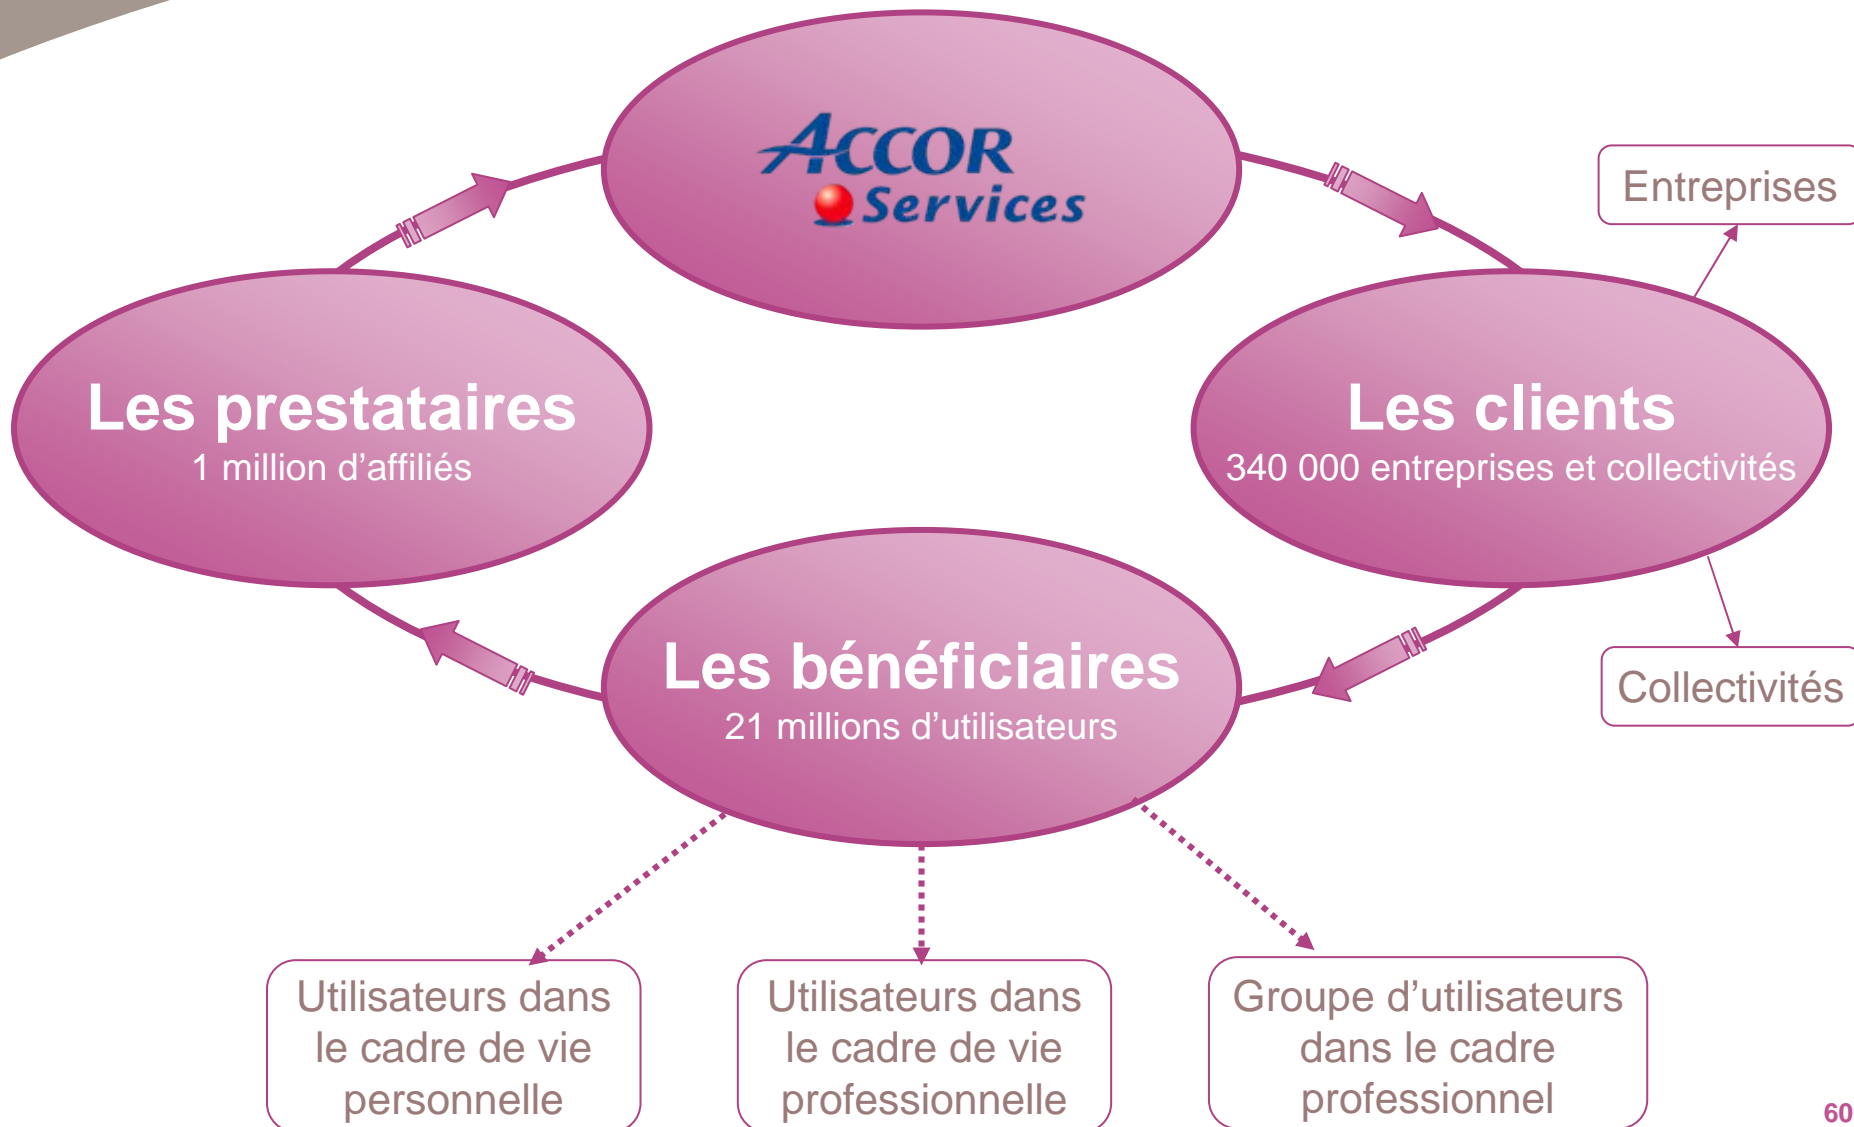 ACCOR
Services
Entreprises
Les prestataires
1 million d’affiliés
Les clients
340 000 entreprises et collectivités
Les bénéficiaires
21 millions d’utilisateurs
Collectivités
Utilisateurs dans
le cadre de vie
personnelle
Utilisateurs dans
le cadre de vie
professionnelle
Groupe d’utilisateurs
dans le cadre
professionnel
60